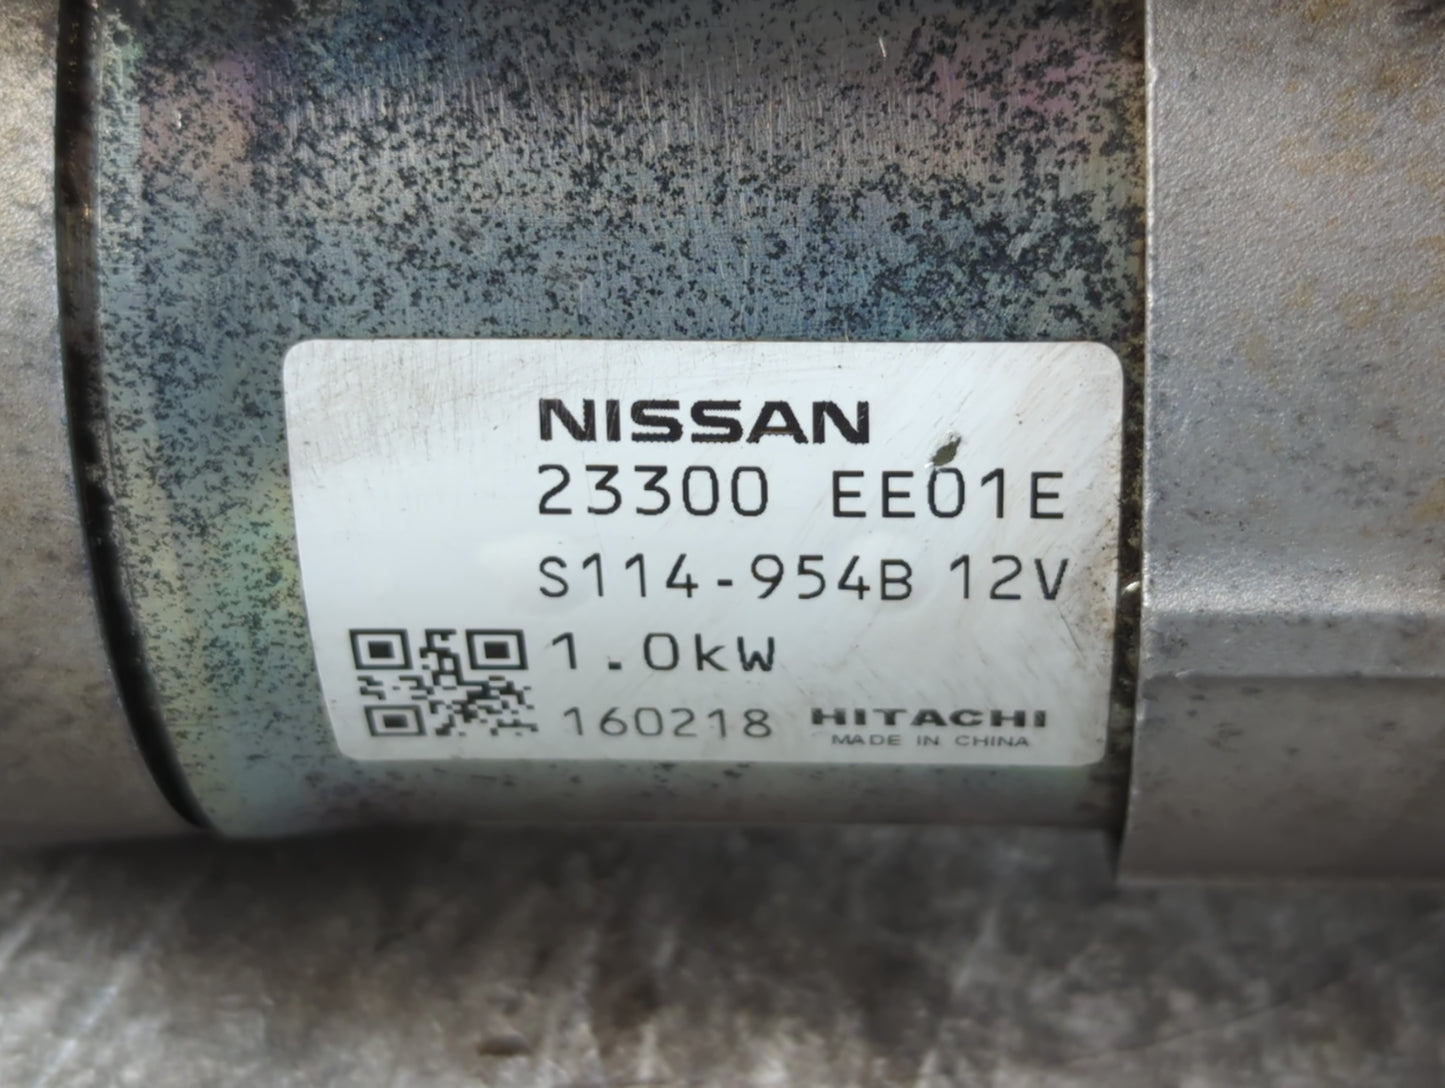 NISSAN
23300 EE01E
S114-954B 12V
1.0kW
160218 HITACHI
MADE IN CHINA